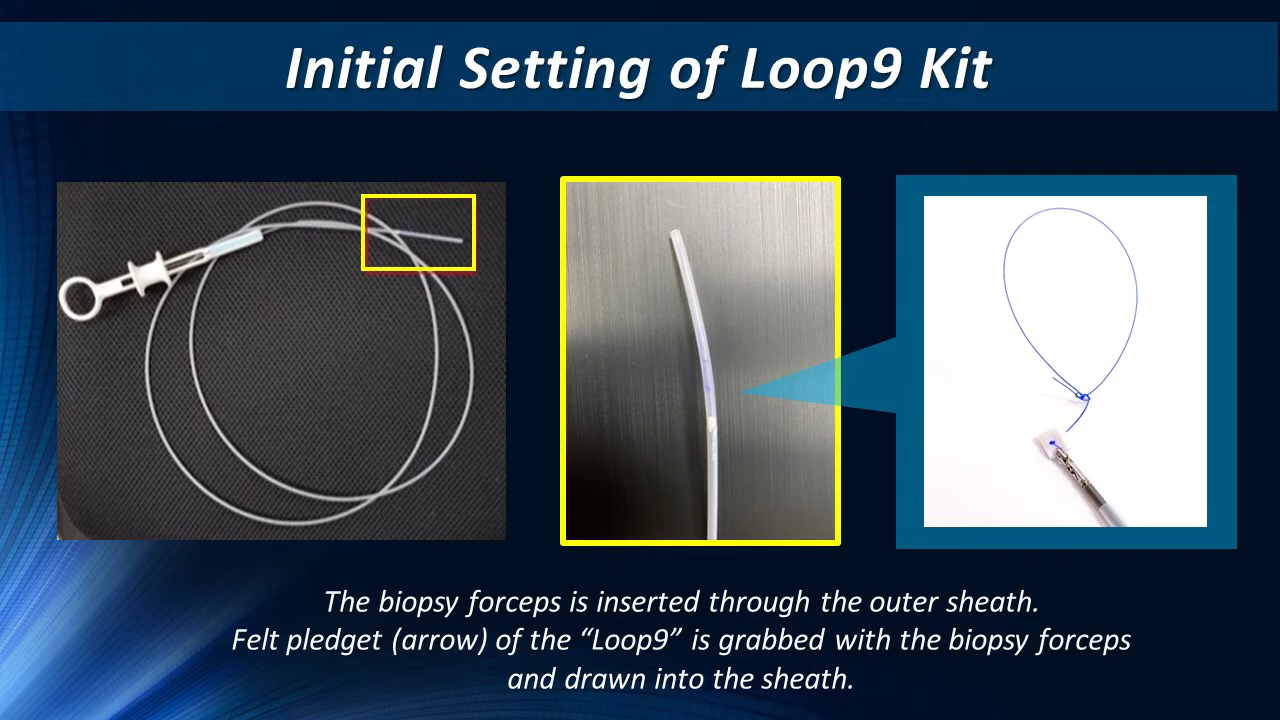 Initial Setting of Loop9 Kit
The biopsy forceps is inserted through the outer sheath.
Felt pledget (arrow) of the “Loop9” is grabbed with the biopsy forceps
and drawn into the sheath.